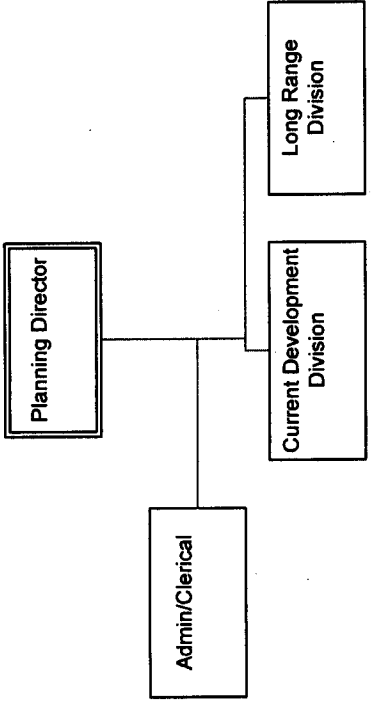 Planning Director
Admin/Clerical
Current Development
Division
Long Range
Division